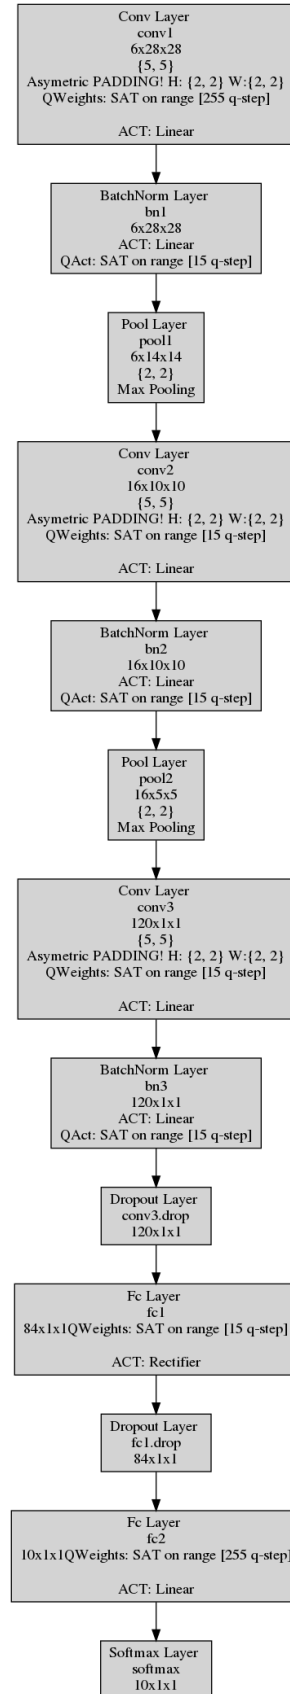 Conv Layer
conv1
6x28x28
{5, 5}
Asymetric PADDING! H: {2, 2} W:{2, 2}
QWeights: SAT on range [255 q-step]
ACT: Linear
BatchNorm Layer
bn1
6x28x28
ACT: Linear
QAct: SAT on range [15 q-step]
Pool Layer
pool1
6x14x14
{2, 2}
Max Pooling
Conv Layer
conv2
16x10x10
{5, 5}
Asymetric PADDING! H: {2, 2} W:{2, 2}
QWeights: SAT on range [15 q-step]
ACT: Linear
BatchNorm Layer
bn2
16x10x10
ACT: Linear
QAct: SAT on range [15 q-step]
Pool Layer
pool2
16x5x5
{2, 2}
Max Pooling
Conv Layer
conv3
120x1x1
{5, 5}
Asymetric PADDING! H: {2, 2} W:{2, 2}
QWeights: SAT on range [15 q-step]
ACT: Linear
BatchNorm Layer
bn3
120x1x1
ACT: Linear
QAct: SAT on range [15 q-step]
Dropout Layer
conv3.drop
120x1x1
Fc Layer
fc1
84x1x1QWeights: SAT on range [15 q-step]
ACT: Rectifier
Dropout Layer
fc1.drop
84x1x1
Fc Layer
fc2
10x1x1QWeights: SAT on range [255 q-step]
ACT: Linear
Softmax Layer
softmax
10x1x1